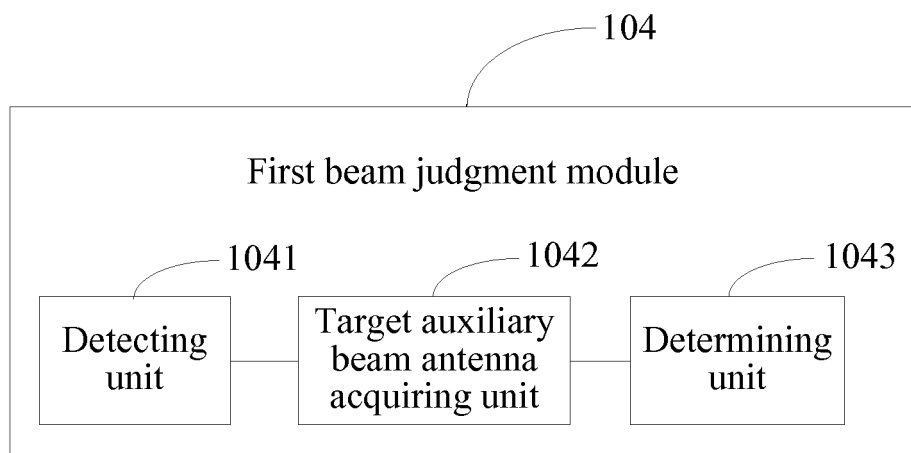 104
First beam judgment module
1041
1042
1043
Detecting
unit
Target auxiliary
beam antenna
acquiring unit
Determining
unit